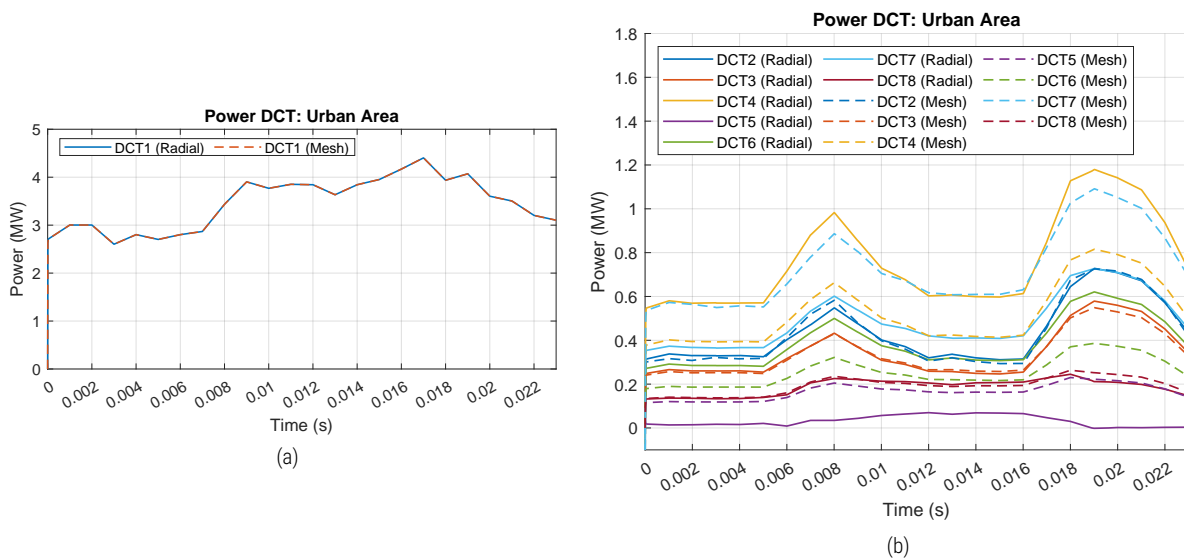 Power DCT: Urban Area
5
4
3
2
1
0
Power (MW)
DCT1 (Radial)
DCT1 (Mesh)
0
0.002
0.004
0.006
0.008
0.01
0.012
0.014
0.016
0.018
0.02
0.022
Time (s)
(a)
Power DCT: Urban Area
1.8
1.6
1.4
1.2
1
0.8
0.6
0.4
0.2
0
Power (MW)
DCT2 (Radial)
DCT3 (Radial)
DCT4 (Radial)
DCT5 (Radial)
DCT6 (Radial)
DCT7 (Radial)
DCT8 (Radial)
DCT2 (Mesh)
DCT3 (Mesh)
DCT4 (Mesh)
DCT5 (Mesh)
DCT6 (Mesh)
DCT7 (Mesh)
DCT8 (Mesh)
0
0.002
0.004
0.006
0.008
0.01
0.012
0.014
0.016
0.018
0.02
0.022
Time (s)
(b)